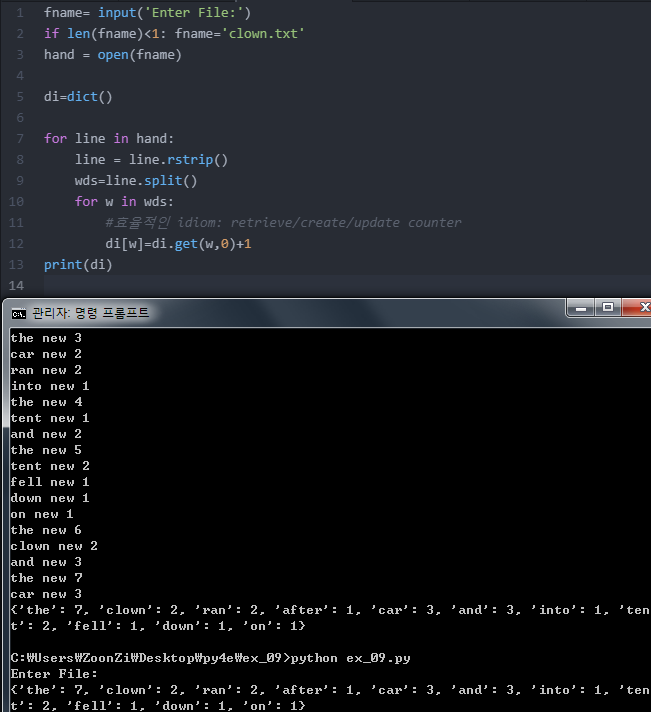 1 fname= input('Enter File:')
2 if len(fname)<1: fname='clown.txt'
3 hand = open(fname)
4
5 di=dict()
6
7 for line in hand:
8     line = line.rstrip()
9     wds=line.split()
10     for w in wds:
11         #효율적인 idiom: retrieve/create/update counter
12         di[w]=di.get(w,0)+1
13 print(di)
14
관리자: 명령 프롬프트
the new 3
car new 2
ran new 2
into new 1
the new 4
tent new 1
and new 2
the new 5
tent new 2
fell new 1
down new 1
on new 1
the new 6
clown new 2
and new 3
the new 7
car new 3
{'the': 7, 'clown': 2, 'ran': 2, 'after': 1, 'car': 3, 'and': 3, 'into': 1, 'ten
t': 2, 'fell': 1, 'down': 1, 'on': 1}
C:₩Users₩ZoonZi₩Desktop₩py4e₩ex_09>python ex_09.py
Enter File:
{'the': 7, 'clown': 2, 'ran': 2, 'after': 1, 'car': 3, 'and': 3, 'into': 1, 'ten
t': 2, 'fell': 1, 'down': 1, 'on': 1}